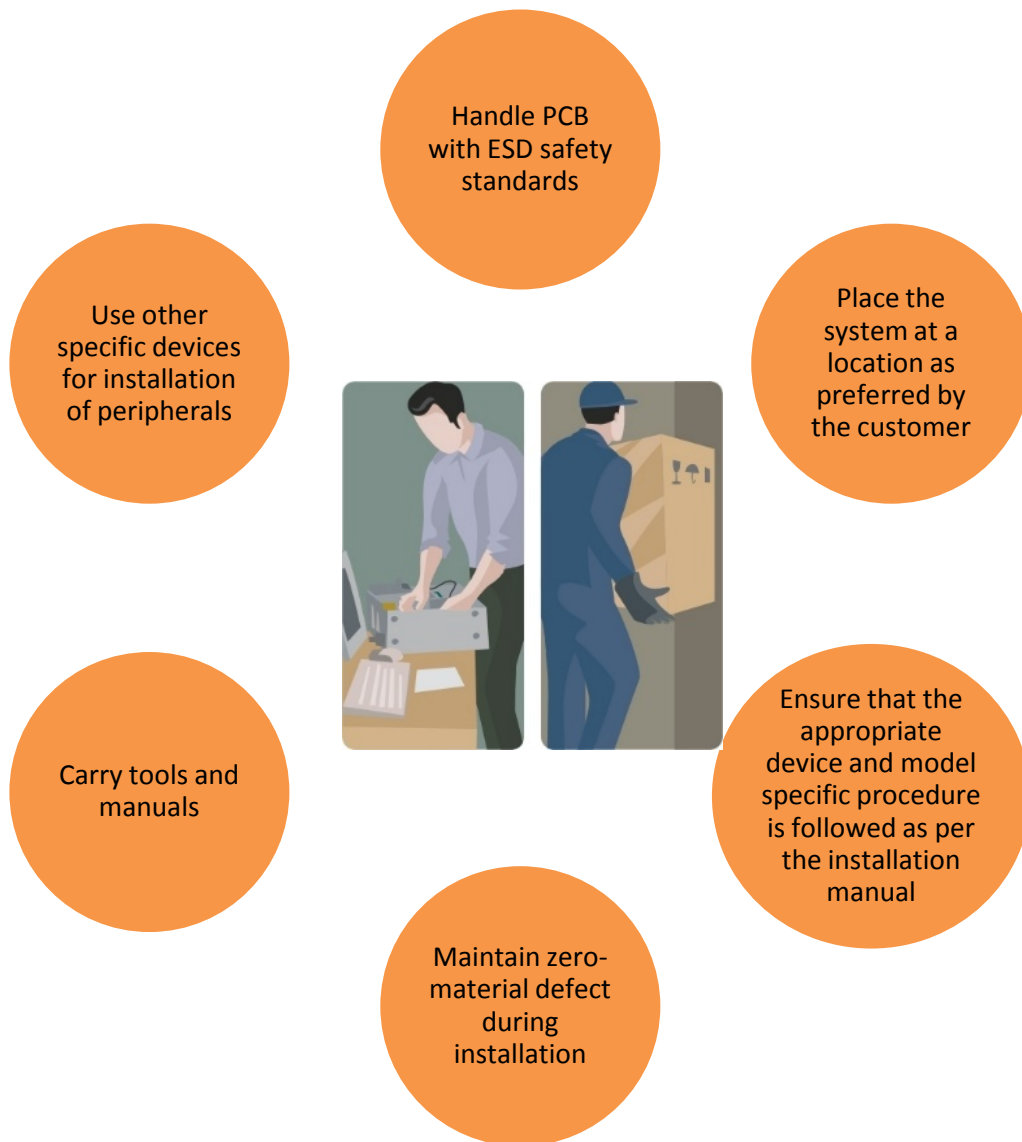 Handle PCB
with ESD safety
standards
Place the
system at a
location as
preferred by
the customer
Ensure that the
appropriate
device and model
specific procedure
is followed as per
the installation
manual
Maintain zero-
material defect
during
installation
Carry tools and
manuals
Use other
specific devices
for installation
of peripherals